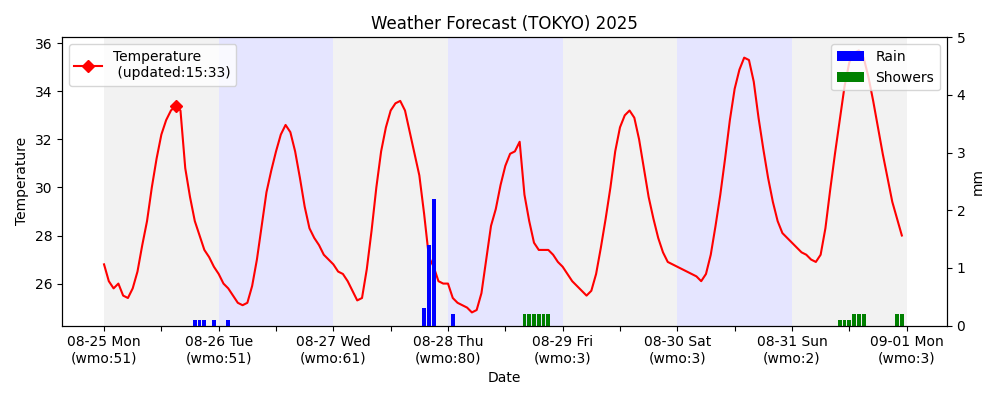 Weather Forecast (TOKYO) 2025
Temperature
(updated:15:33)
Rain
Showers
36
34
32
30
28
26
5
4
3
2
1
0
Temperature
mm
08-25 Mon 08-26 Tue 08-27 Wed 08-28 Thu 08-29 Fri 08-30 Sat 08-31 Sun 09-01 Mon
(wmo:51) (wmo:51) (wmo:61) (wmo:80) (wmo:3) (wmo:3) (wmo:2) (wmo:3)
Date